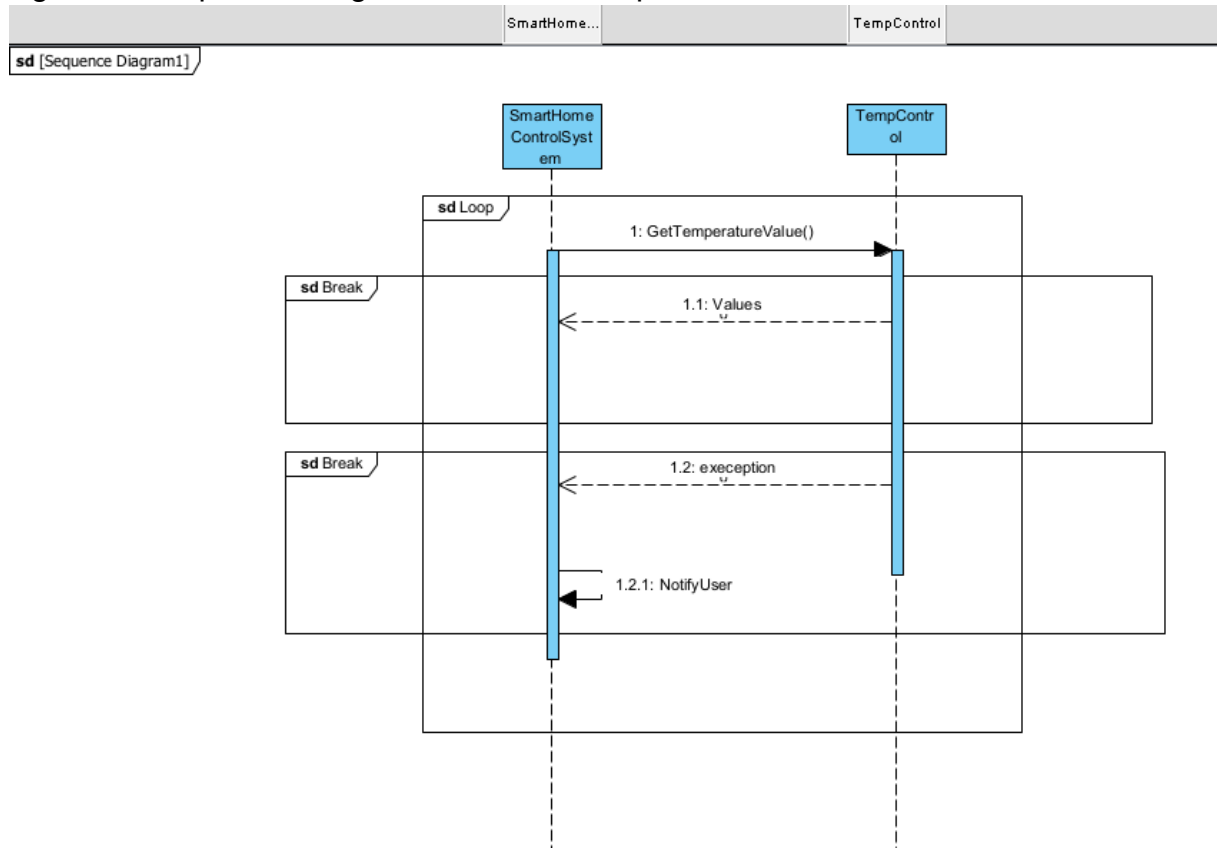 SmartHome... TempControl
sd [Sequence Diagram1]
SmartHome
ControlSyst
em
TempContr
ol
sd Loop
1: GetTemperatureValue()
sd Break
1.1: Values
sd Break
1.2: exeception
1.2.1: NotifyUser